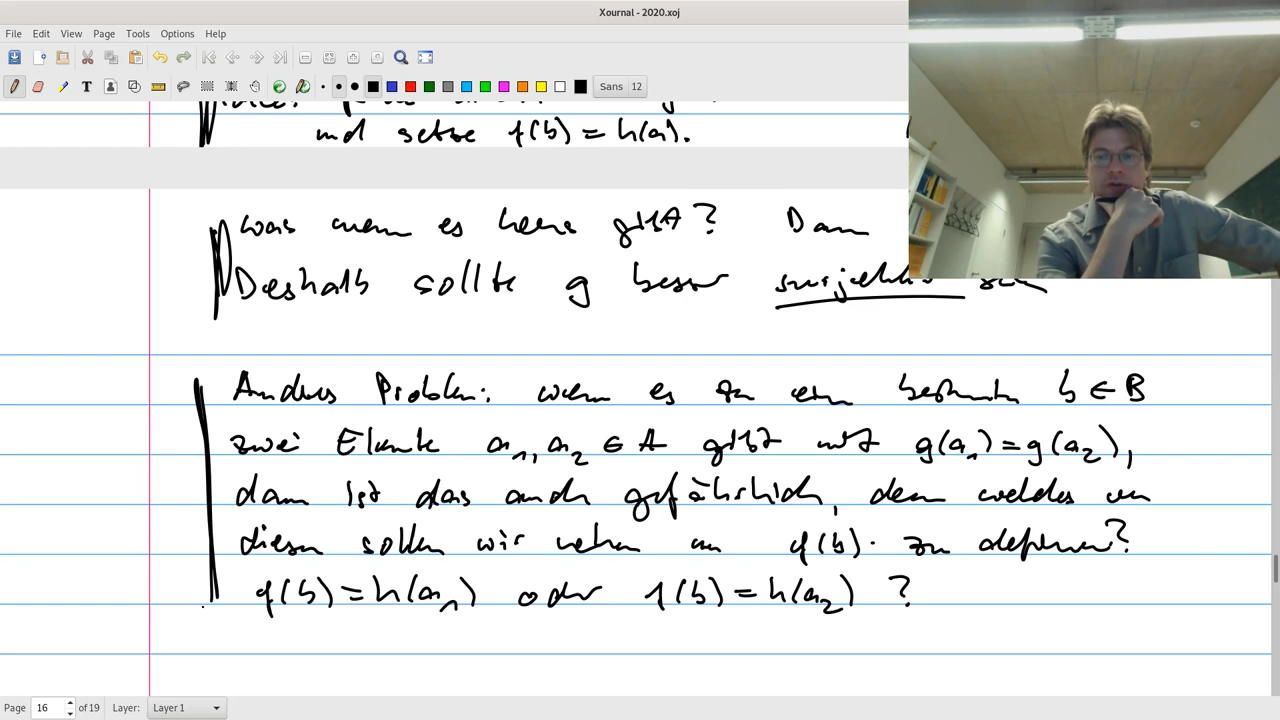 Xournal - 2020.xoj
File Edit View Page Tools Options Help
Sans 12
und setze f(b) = h(a).
Was wenn es keine gibt? Dann
Deshalb sollte g besser surjektiv sein
Anderes Problem: wenn es zu ein bestimmten b ∈ B
zwei Elemente a₁, a₂ ∈ A gibt mit g(a₁) = g(a₂),
dann ist das auch gefährlich, denn welches von
diesen sollen wir nehmen um f(b) zu definieren?
f(b) = h(a₁) oder f(b) = h(a₂) ?
Page 16 of 19 Layer: Layer 1